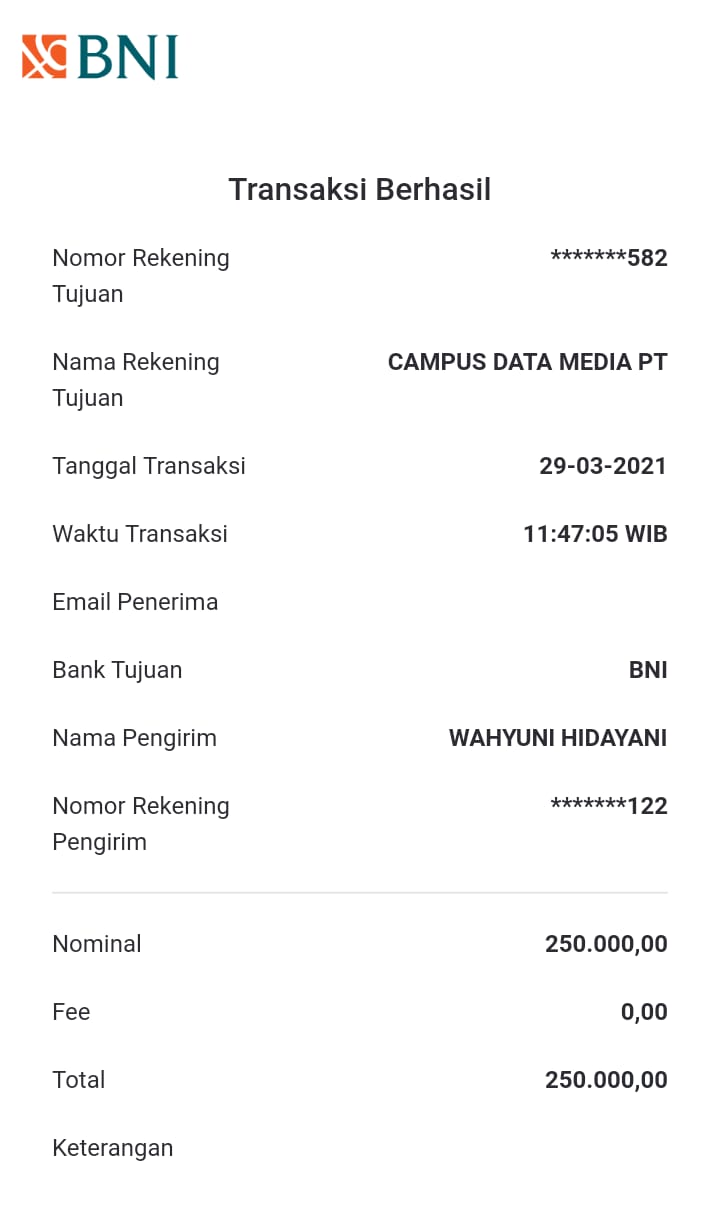 BNI
Transaksi Berhasil
Nomor Rekening Tujuan *******582
Nama Rekening Tujuan CAMPUS DATA MEDIA PT
Tanggal Transaksi 29-03-2021
Waktu Transaksi 11:47:05 WIB
Email Penerima
Bank Tujuan BNI
Nama Pengirim WAHYUNI HIDAYANI
Nomor Rekening Pengirim *******122
Nominal 250.000,00
Fee 0,00
Total 250.000,00
Keterangan